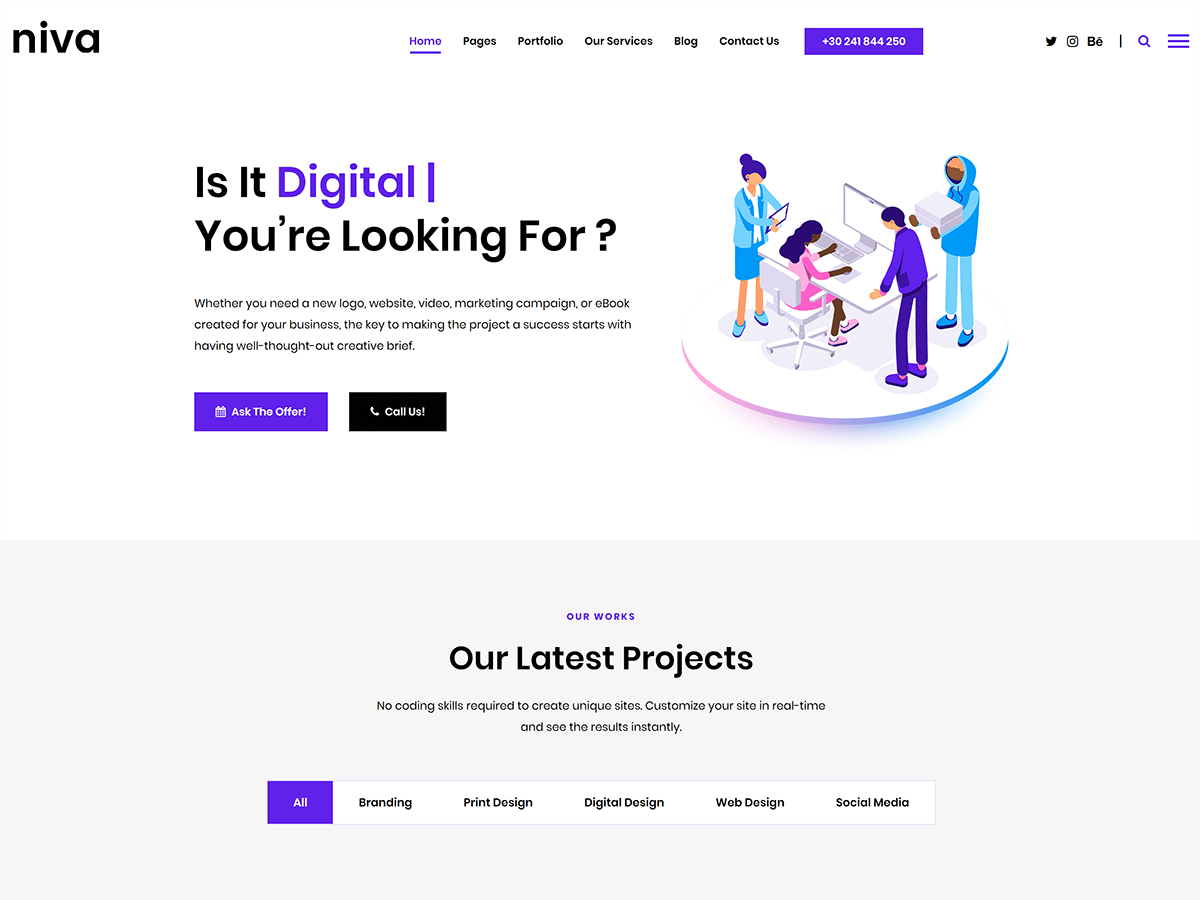 niva
Home Pages Portfolio Our Services Blog Contact Us +30 241 844 250 Bē |
Is It Digital |
You’re Looking For ?
Whether you need a new logo, website, video, marketing campaign, or eBook
created for your business, the key to making the project a success starts with
having well-thought-out creative brief.
Ask The Offer! Call Us!
OUR WORKS
Our Latest Projects
No coding skills required to create unique sites. Customize your site in real-time
and see the results instantly.
All Branding Print Design Digital Design Web Design Social Media